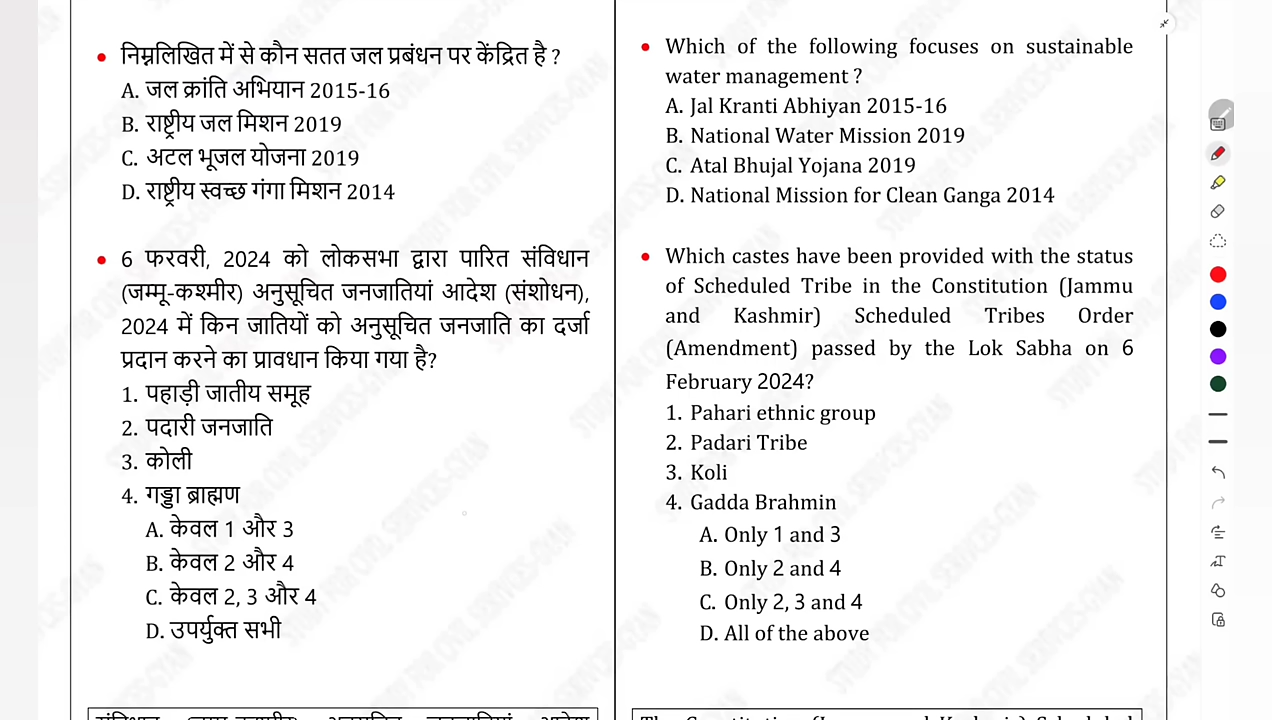 निम्नलिखित में से कौन सतत जल प्रबंधन पर केंद्रित है ?
A. जल क्रांति अभियान 2015-16
B. राष्ट्रीय जल मिशन 2019
C. अटल भूजल योजना 2019
D. राष्ट्रीय स्वच्छ गंगा मिशन 2014
6 फरवरी, 2024 को लोकसभा द्वारा पारित संविधान
(जम्मू-कश्मीर) अनुसूचित जनजातियां आदेश (संशोधन),
2024 में किन जातियों को अनुसूचित जनजाति का दर्जा
प्रदान करने का प्रावधान किया गया है?
1. पहाड़ी जातीय समूह
2. पदारी जनजाति
3. कोली
4. गड्डा ब्राह्मण
A. केवल 1 और 3
B. केवल 2 और 4
C. केवल 2, 3 और 4
D. उपर्युक्त सभी
Which of the following focuses on sustainable
water management ?
A. Jal Kranti Abhiyan 2015-16
B. National Water Mission 2019
C. Atal Bhujal Yojana 2019
D. National Mission for Clean Ganga 2014
Which castes have been provided with the status
of Scheduled Tribe in the Constitution (Jammu
and Kashmir) Scheduled Tribes Order
(Amendment) passed by the Lok Sabha on 6
February 2024?
1. Pahari ethnic group
2. Padari Tribe
3. Koli
4. Gadda Brahmin
A. Only 1 and 3
B. Only 2 and 4
C. Only 2, 3 and 4
D. All of the above
The Constitution (Jammu and Kashmir) Scheduled